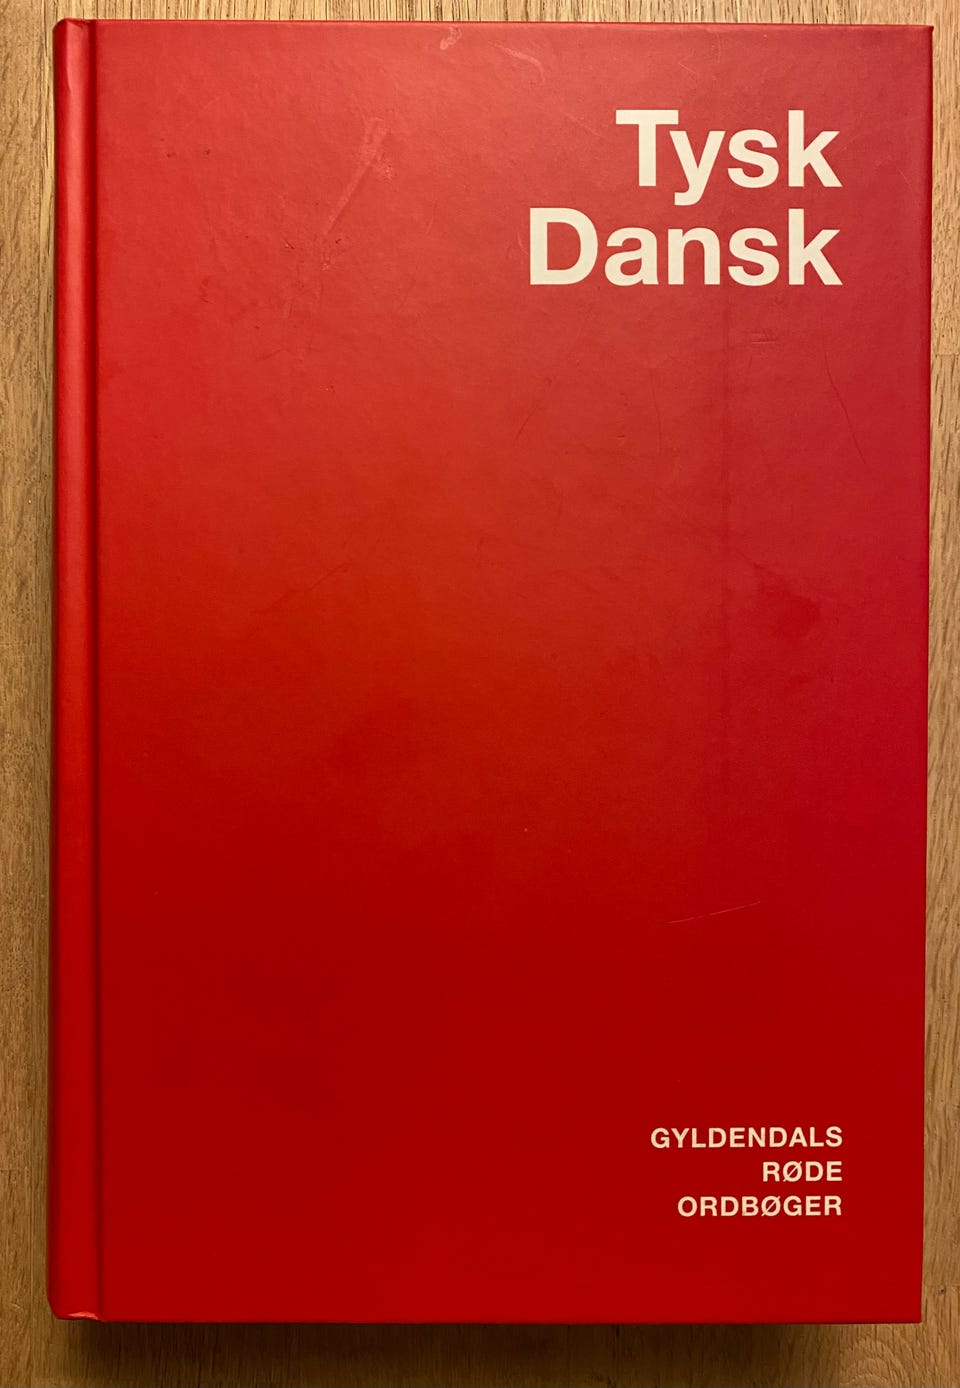 Tysk
Dansk
GYLDENDALS
RØDE
ORDBØGER